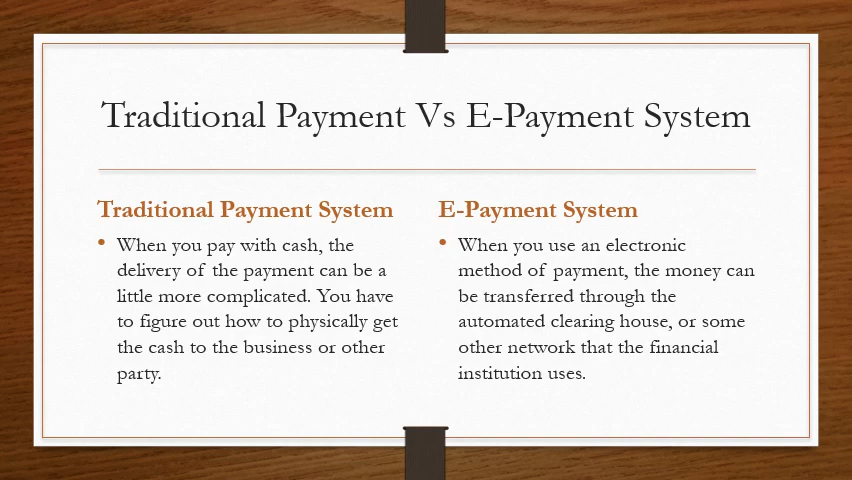 Traditional Payment Vs E-Payment System
Traditional Payment System
• When you pay with cash, the
delivery of the payment can be a
little more complicated. You have
to figure out how to physically get
the cash to the business or other
party.
E-Payment System
• When you use an electronic
method of payment, the money can
be transferred through the
automated clearing house, or some
other network that the financial
institution uses.